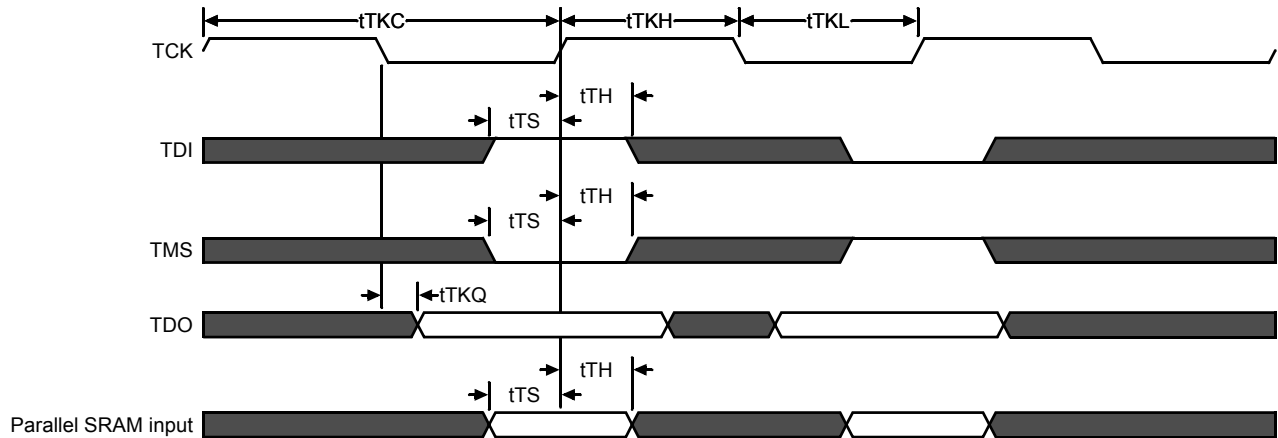 tTKC tTKH tTKL
TCK
tTH
tTS
TDI
tTH
tTS
TMS
tTKQ
TDO
tTH
tTS
Parallel SRAM input